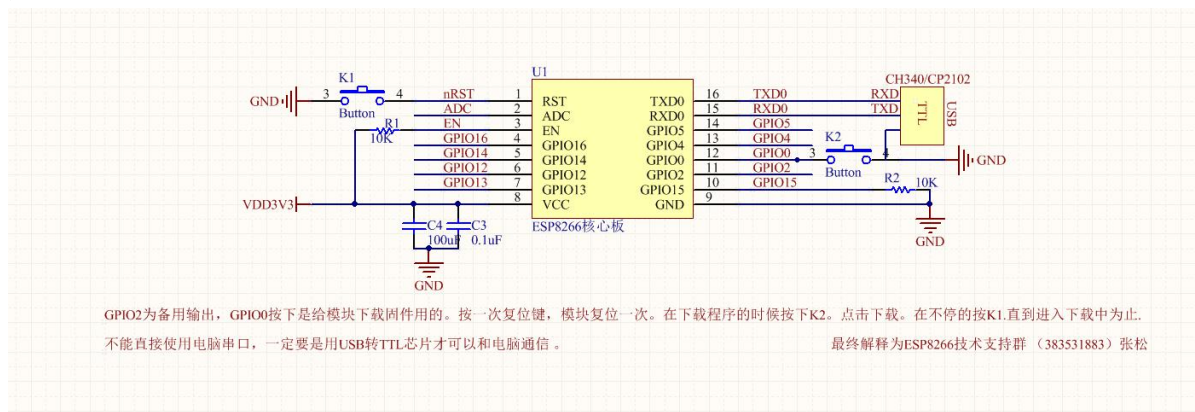 U1
CH340/CP2102
K1
GND 3 4 nRST 1 RST TXD0 16 TXD0 RXD
Button ADC 2 ADC RXD0 15 RXD0 TXD TTL USB
R1 EN 3 EN GPIO5 14 GPIO5
10K GPIO16 4 GPIO16 GPIO4 13 GPIO4 K2
GPIO14 5 GPIO14 GPIO0 12 GPIO0 3 4 GND
GPIO12 6 GPIO12 GPIO2 11 GPIO2 Button
GPIO13 7 GPIO13 GPIO15 10 GPIO15 R2 10K
VDD3V3 8 VCC GND 9
C4 C3 ESP8266核心板
100uF 0.1uF GND
GND
GPIO2为备用输出，GPIO0按下是给模块下载固件用的。按一次复位键，模块复位一次。在下载程序的时候按下K2。点击下载。在不停的按K1.直到进入下载中为止.
不能直接使用电脑串口，一定要是用USB转TTL芯片才可以和电脑通信 。 最终解释为ESP8266技术支持群 （383531883）张松